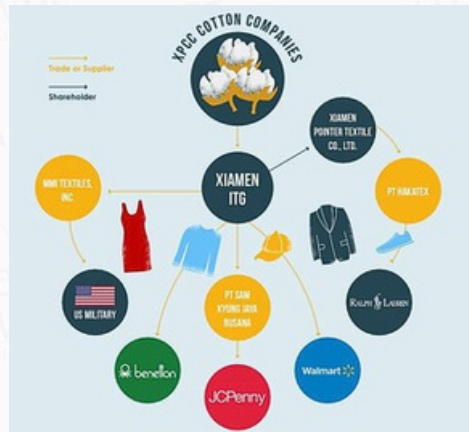 XPCC COTTON COMPANIES
Trade or Supplier
Shareholder
XIAMEN
POINTER TEXTILE
CO., LTD.
MMI TEXTILES,
INC.
XIAMEN
ITG
PT HAKATEX
US MILITARY
PT SAM
KYUNG JAYA
BUSANA
RALPH LAUREN
benetton
JCPenny
Walmart